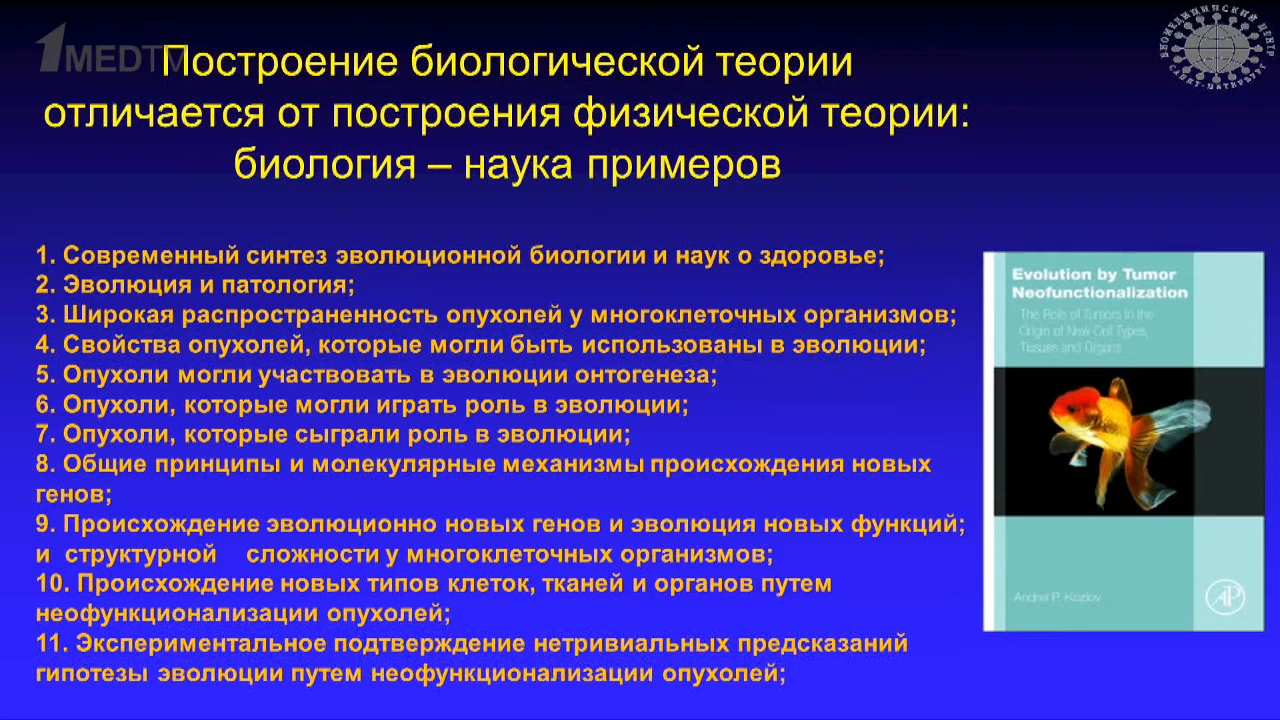 1MEDTV
Построение биологической теории
отличается от построения физической теории:
биология – наука примеров
БИОМЕДИЦИНСКИЙ ЦЕНТР
САНКТ-ПЕТЕРБУРГ
1. Современный синтез эволюционной биологии и наук о здоровье;
2. Эволюция и патология;
3. Широкая распространенность опухолей у многоклеточных организмов;
4. Свойства опухолей, которые могли быть использованы в эволюции;
5. Опухоли могли участвовать в эволюции онтогенеза;
6. Опухоли, которые могли играть роль в эволюции;
7. Опухоли, которые сыграли роль в эволюции;
8. Общие принципы и молекулярные механизмы происхождения новых
генов;
9. Происхождение эволюционно новых генов и эволюция новых функций;
и структурной сложности у многоклеточных организмов;
10. Происхождение новых типов клеток, тканей и органов путем
неофункционализации опухолей;
11. Экспериментальное подтверждение нетривиальных предсказаний
гипотезы эволюции путем неофункционализации опухолей;
Evolution by Tumor
Neofunctionalization
The Role of Tumors in the
Origin of New Cell Types,
Tissues and Organs
Andrei P. Kozlov
AP